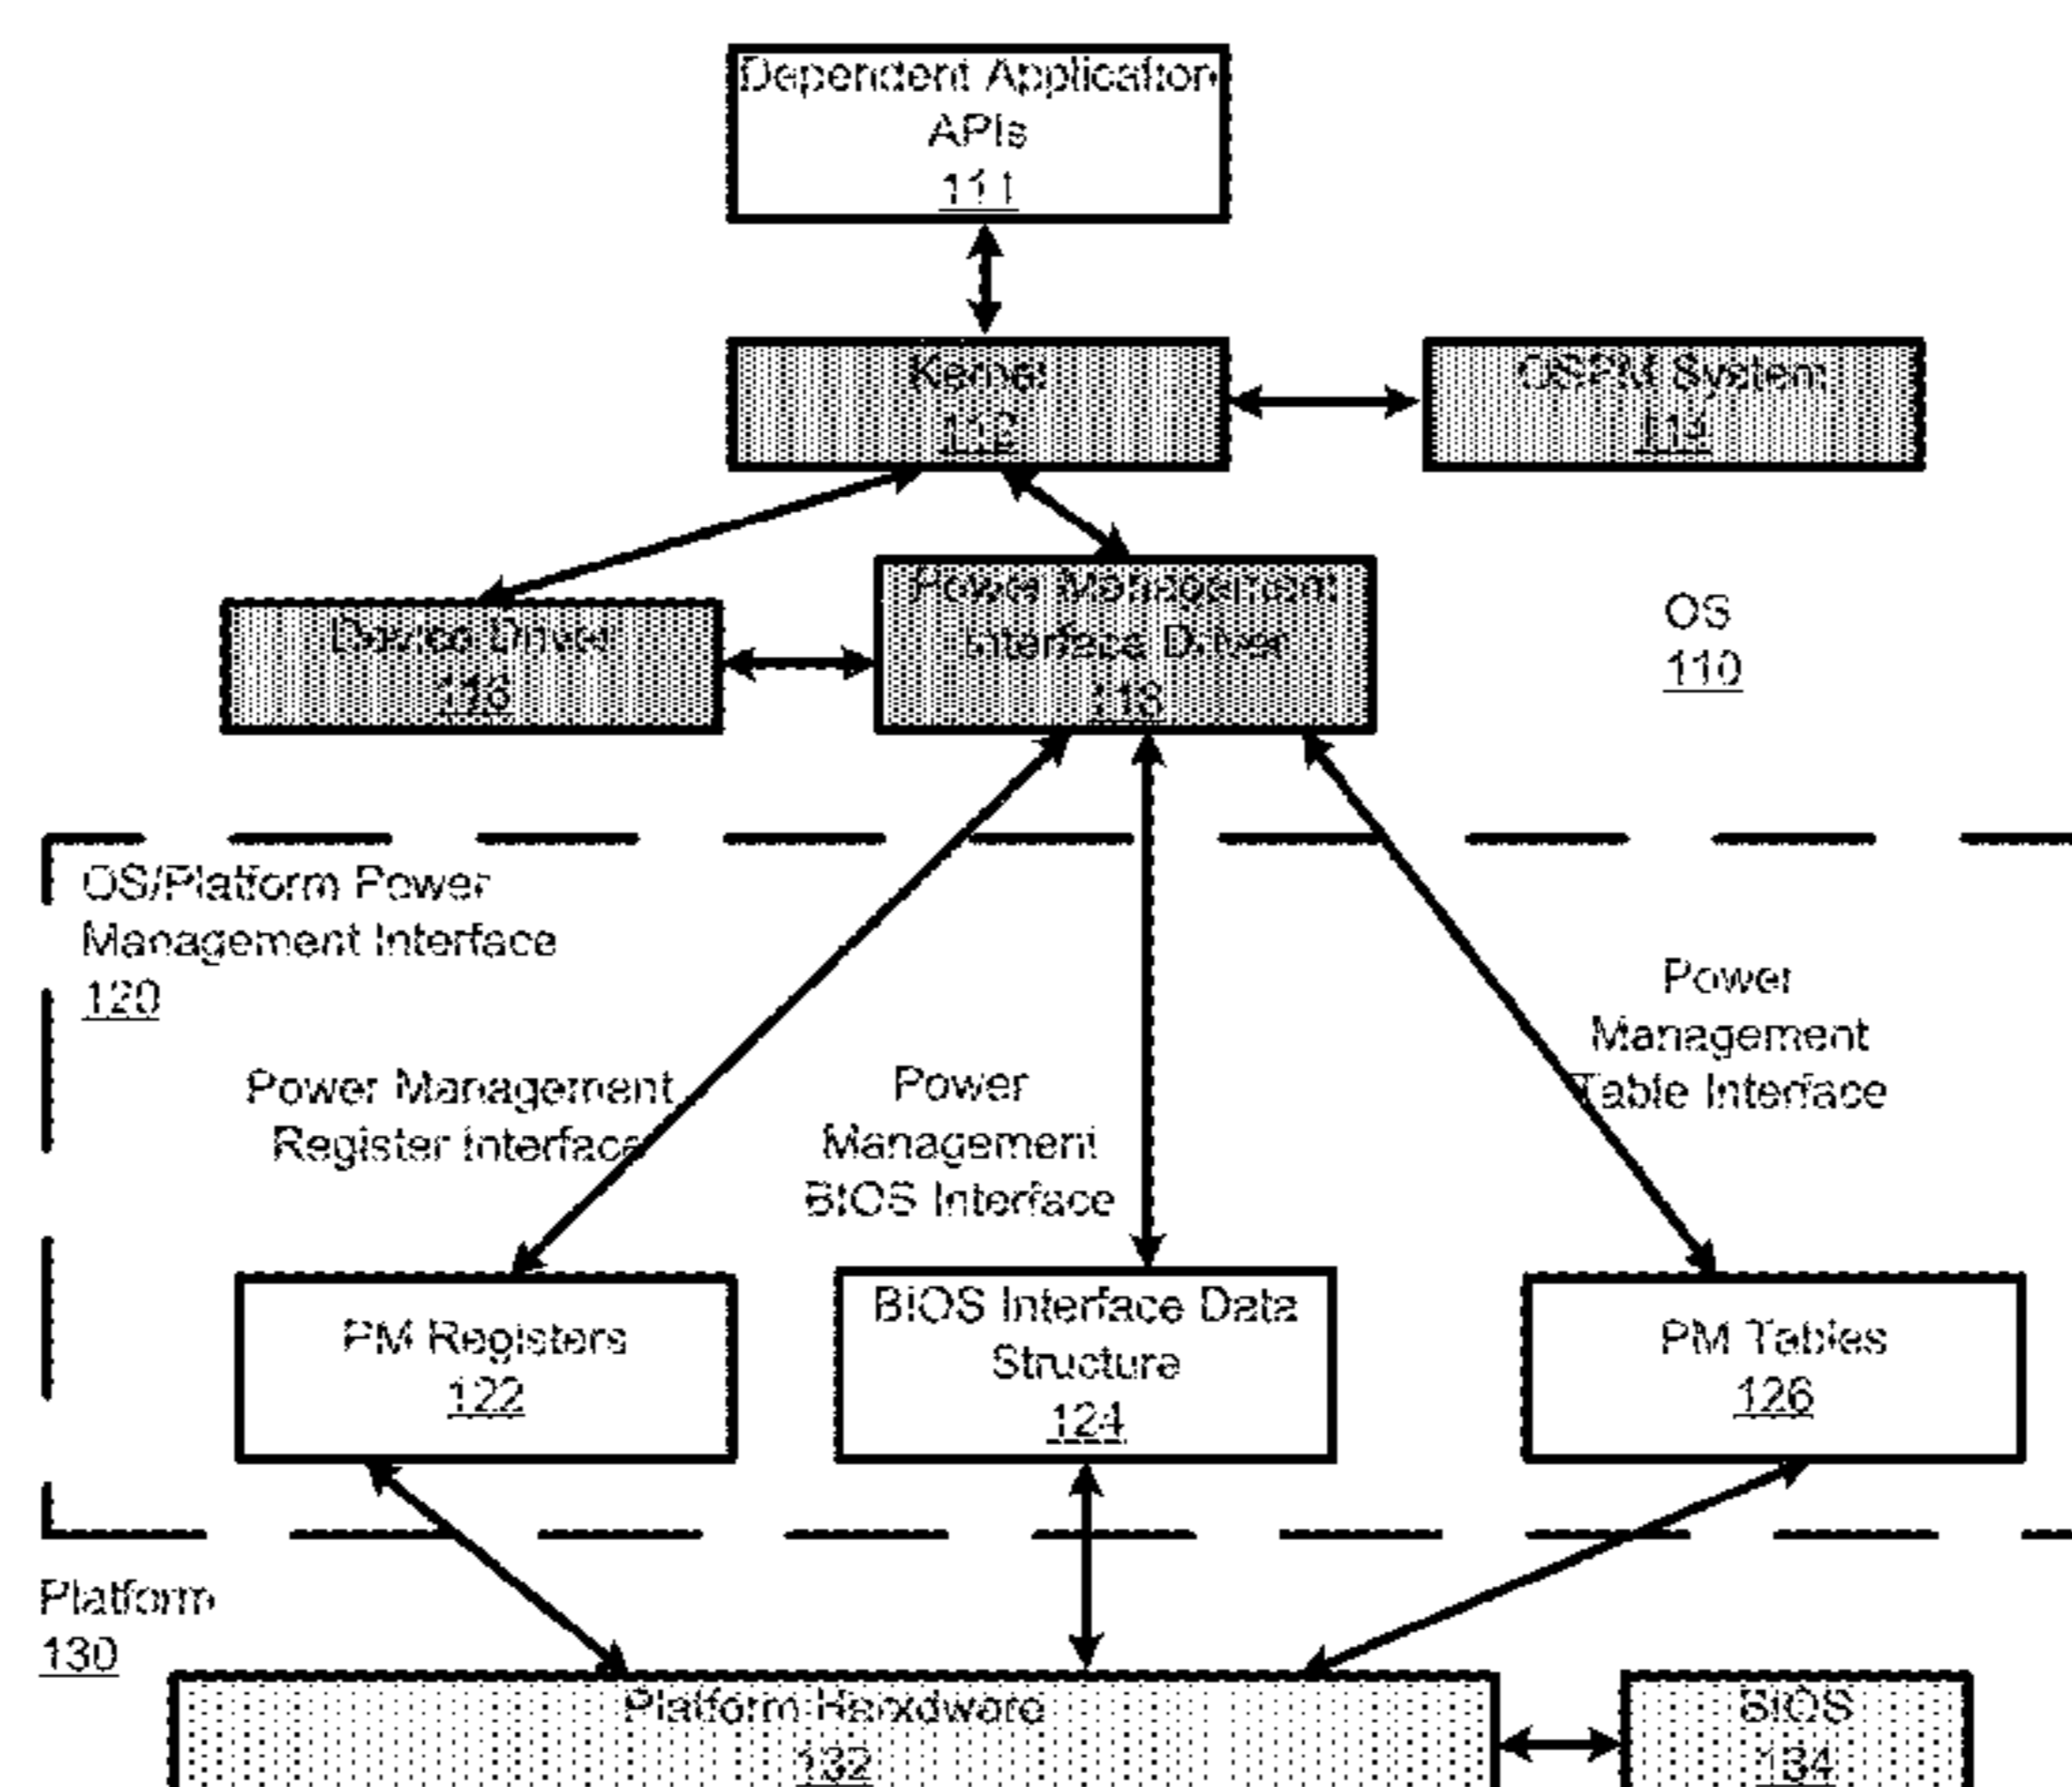 Dependent Application
APIs
111
Kernel
112
OSPM System
114
Device Driver
116
Power Management
Interface Driver
118
OS
110
OS/Platform Power
Management Interface
120
Power Management
Register Interface
Power
Management
BIOS Interface
Power
Management
Table Interface
PM Registers
122
BIOS Interface Data
Structure
124
PM Tables
126
Platform
130
Platform Harxdware
132
BIOS
134